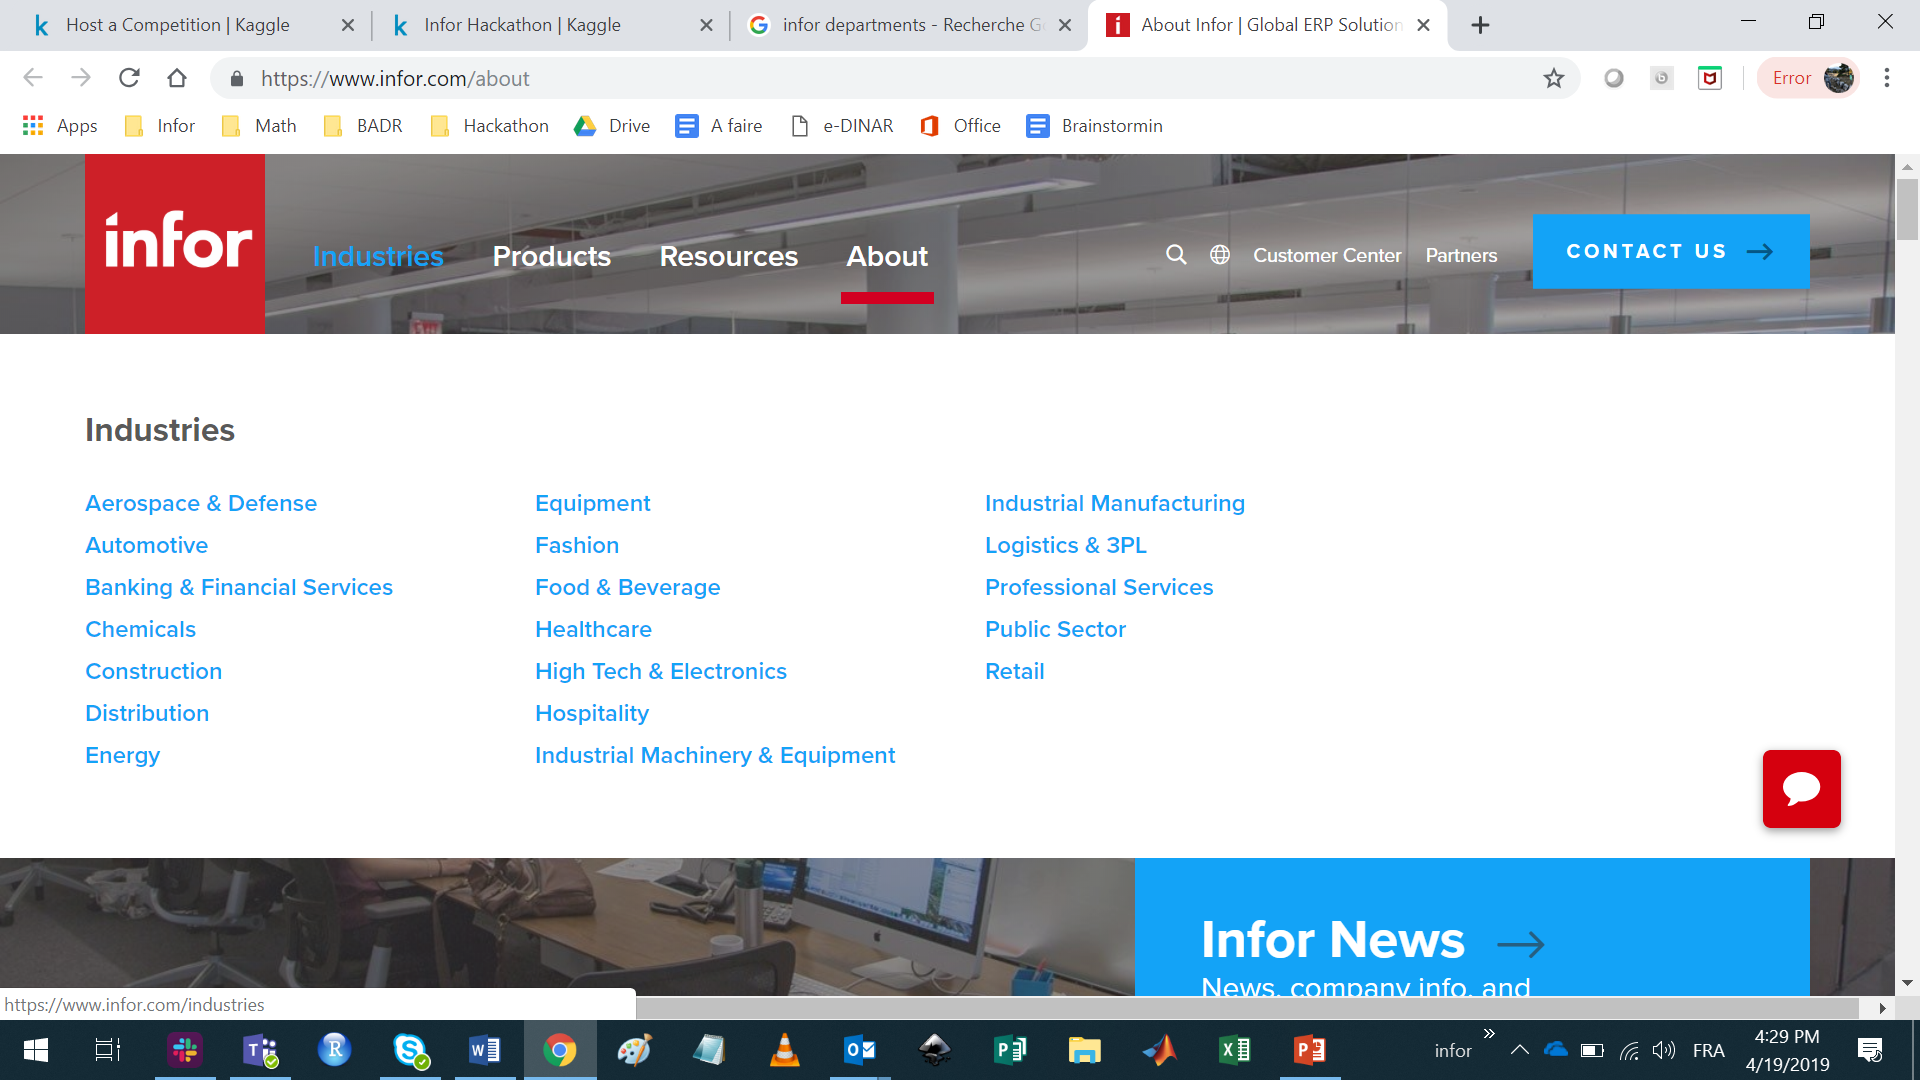 Host a Competition | Kaggle
Infor Hackathon | Kaggle
infor departments - Recherche G
About Infor | Global ERP Solution
https://www.infor.com/about
Error
Apps
Infor
Math
BADR
Hackathon
Drive
A faire
e-DINAR
Office
Brainstormin
infor
Industries
Products
Resources
About
Customer Center
Partners
CONTACT US
Industries
Aerospace & Defense
Equipment
Industrial Manufacturing
Automotive
Fashion
Logistics & 3PL
Banking & Financial Services
Food & Beverage
Professional Services
Chemicals
Healthcare
Public Sector
Construction
High Tech & Electronics
Retail
Distribution
Hospitality
Energy
Industrial Machinery & Equipment
Infor News
News, company info, and
https://www.infor.com/industries
infor
FRA
4:29 PM
4/19/2019